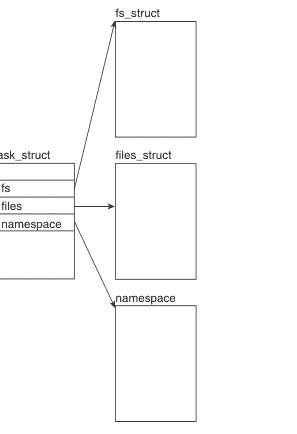 fs_struct
ask_struct
files_struct
fs
files
namespace
namespace